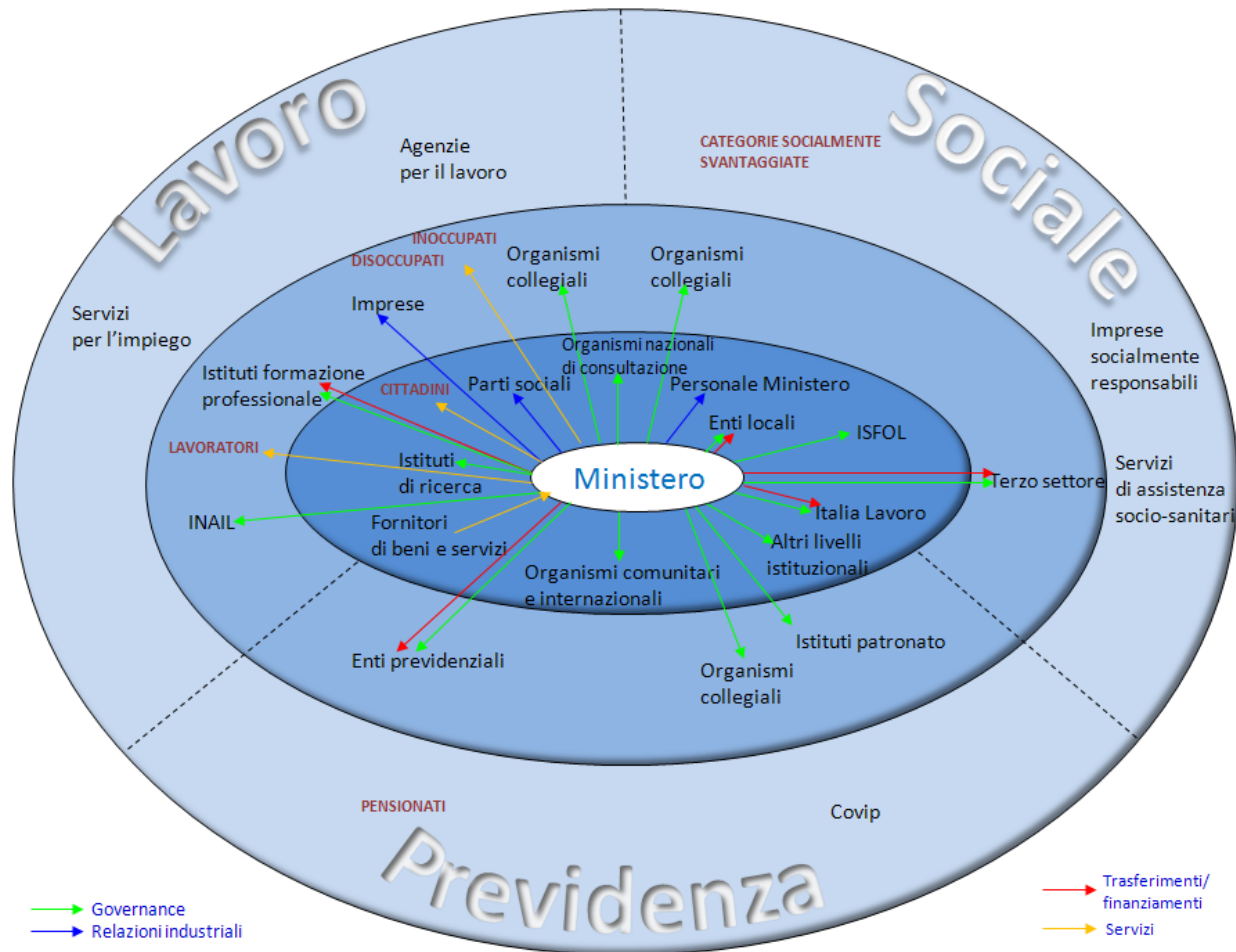 Lavoro
Sociale
Agenzie
per il lavoro
CATEGORIE SOCIALMENTE
SVANTAGGIATE
INOCCUPATI
DISOCCUPATI
Organismi
collegiali
Organismi
collegiali
Imprese
Servizi
per l’impiego
Imprese
socialmente
responsabili
Organismi nazionali
di consultazione
Istituti formazione
professionale
CITTADINI
Parti sociali
Personale Ministero
Enti locali
ISFOL
LAVORATORI
Istituti
di ricerca
Ministero
Terzo settore
Servizi
di assistenza
socio-sanitari
INAIL
Fornitori
di beni e servizi
Italia Lavoro
Altri livelli
istituzionali
Organismi comunitari
e internazionali
Istituti patronato
Enti previdenziali
Organismi
collegiali
PENSIONATI
Covip
Previdenza
Governance
Relazioni industriali
Trasferimenti/
finanziamenti
Servizi